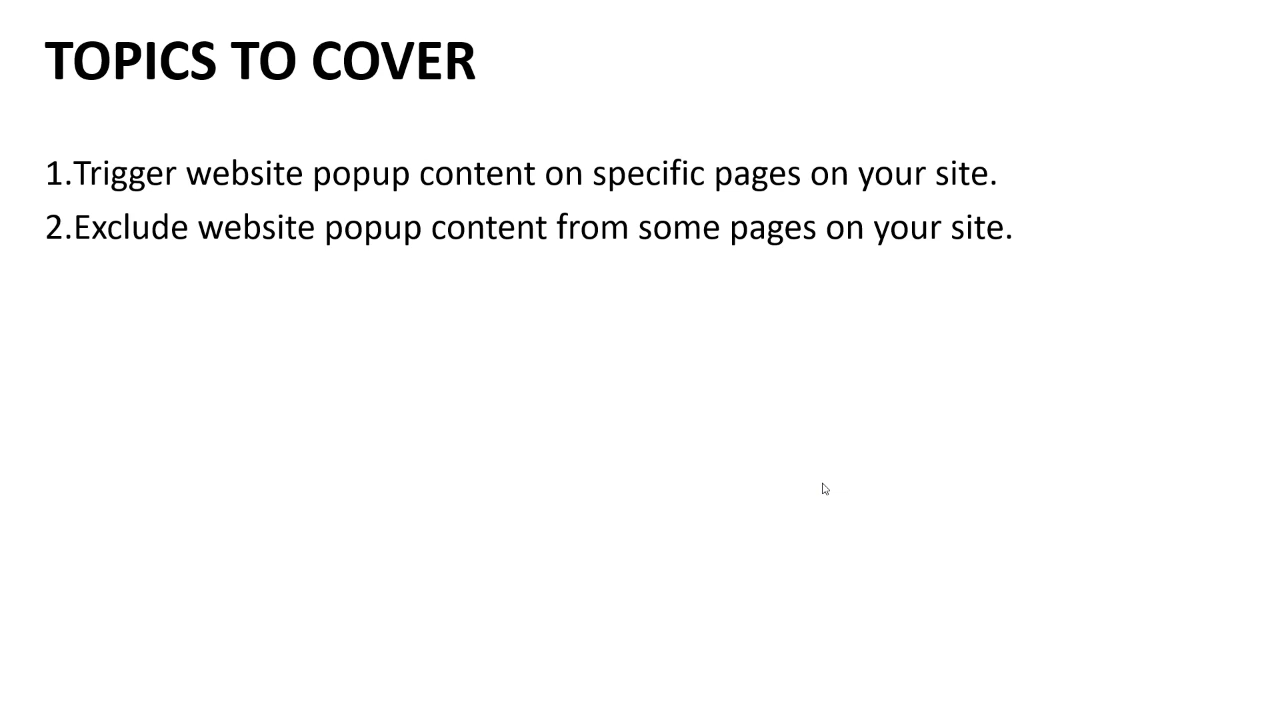 TOPICS TO COVER
1.Trigger website popup content on specific pages on your site.
2.Exclude website popup content from some pages on your site.